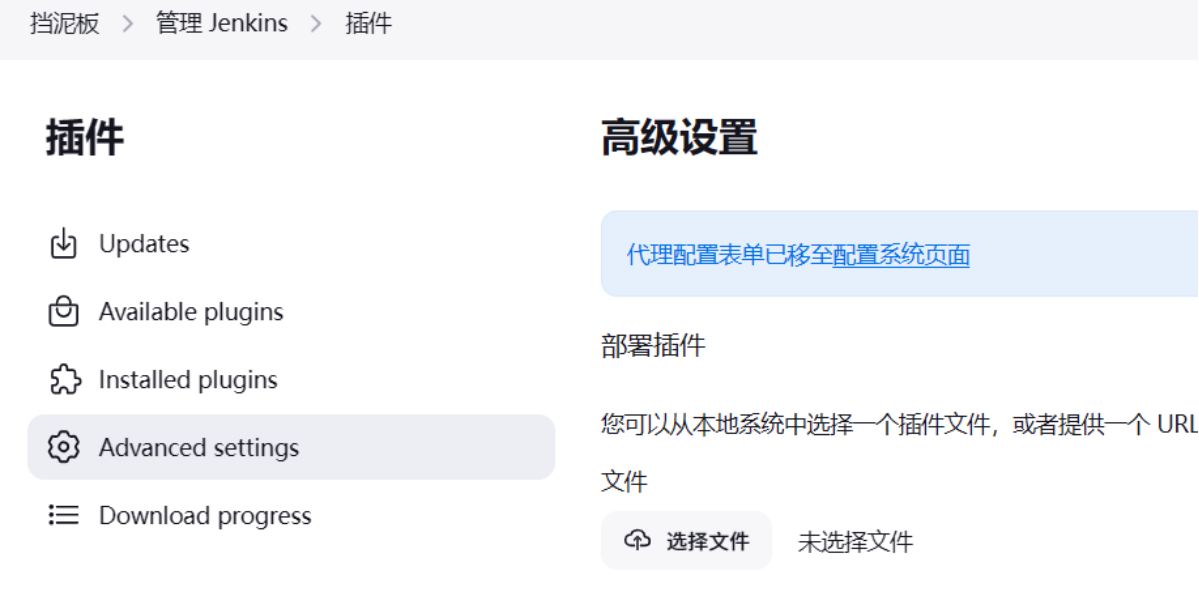 挡泥板 > 管理 Jenkins > 插件
插件
Updates
Available plugins
Installed plugins
Advanced settings
Download progress
高级设置
代理配置表单已移至配置系统页面
部署插件
您可以从本地系统中选择一个插件文件，或者提供一个 URL
文件
选择文件 未选择文件